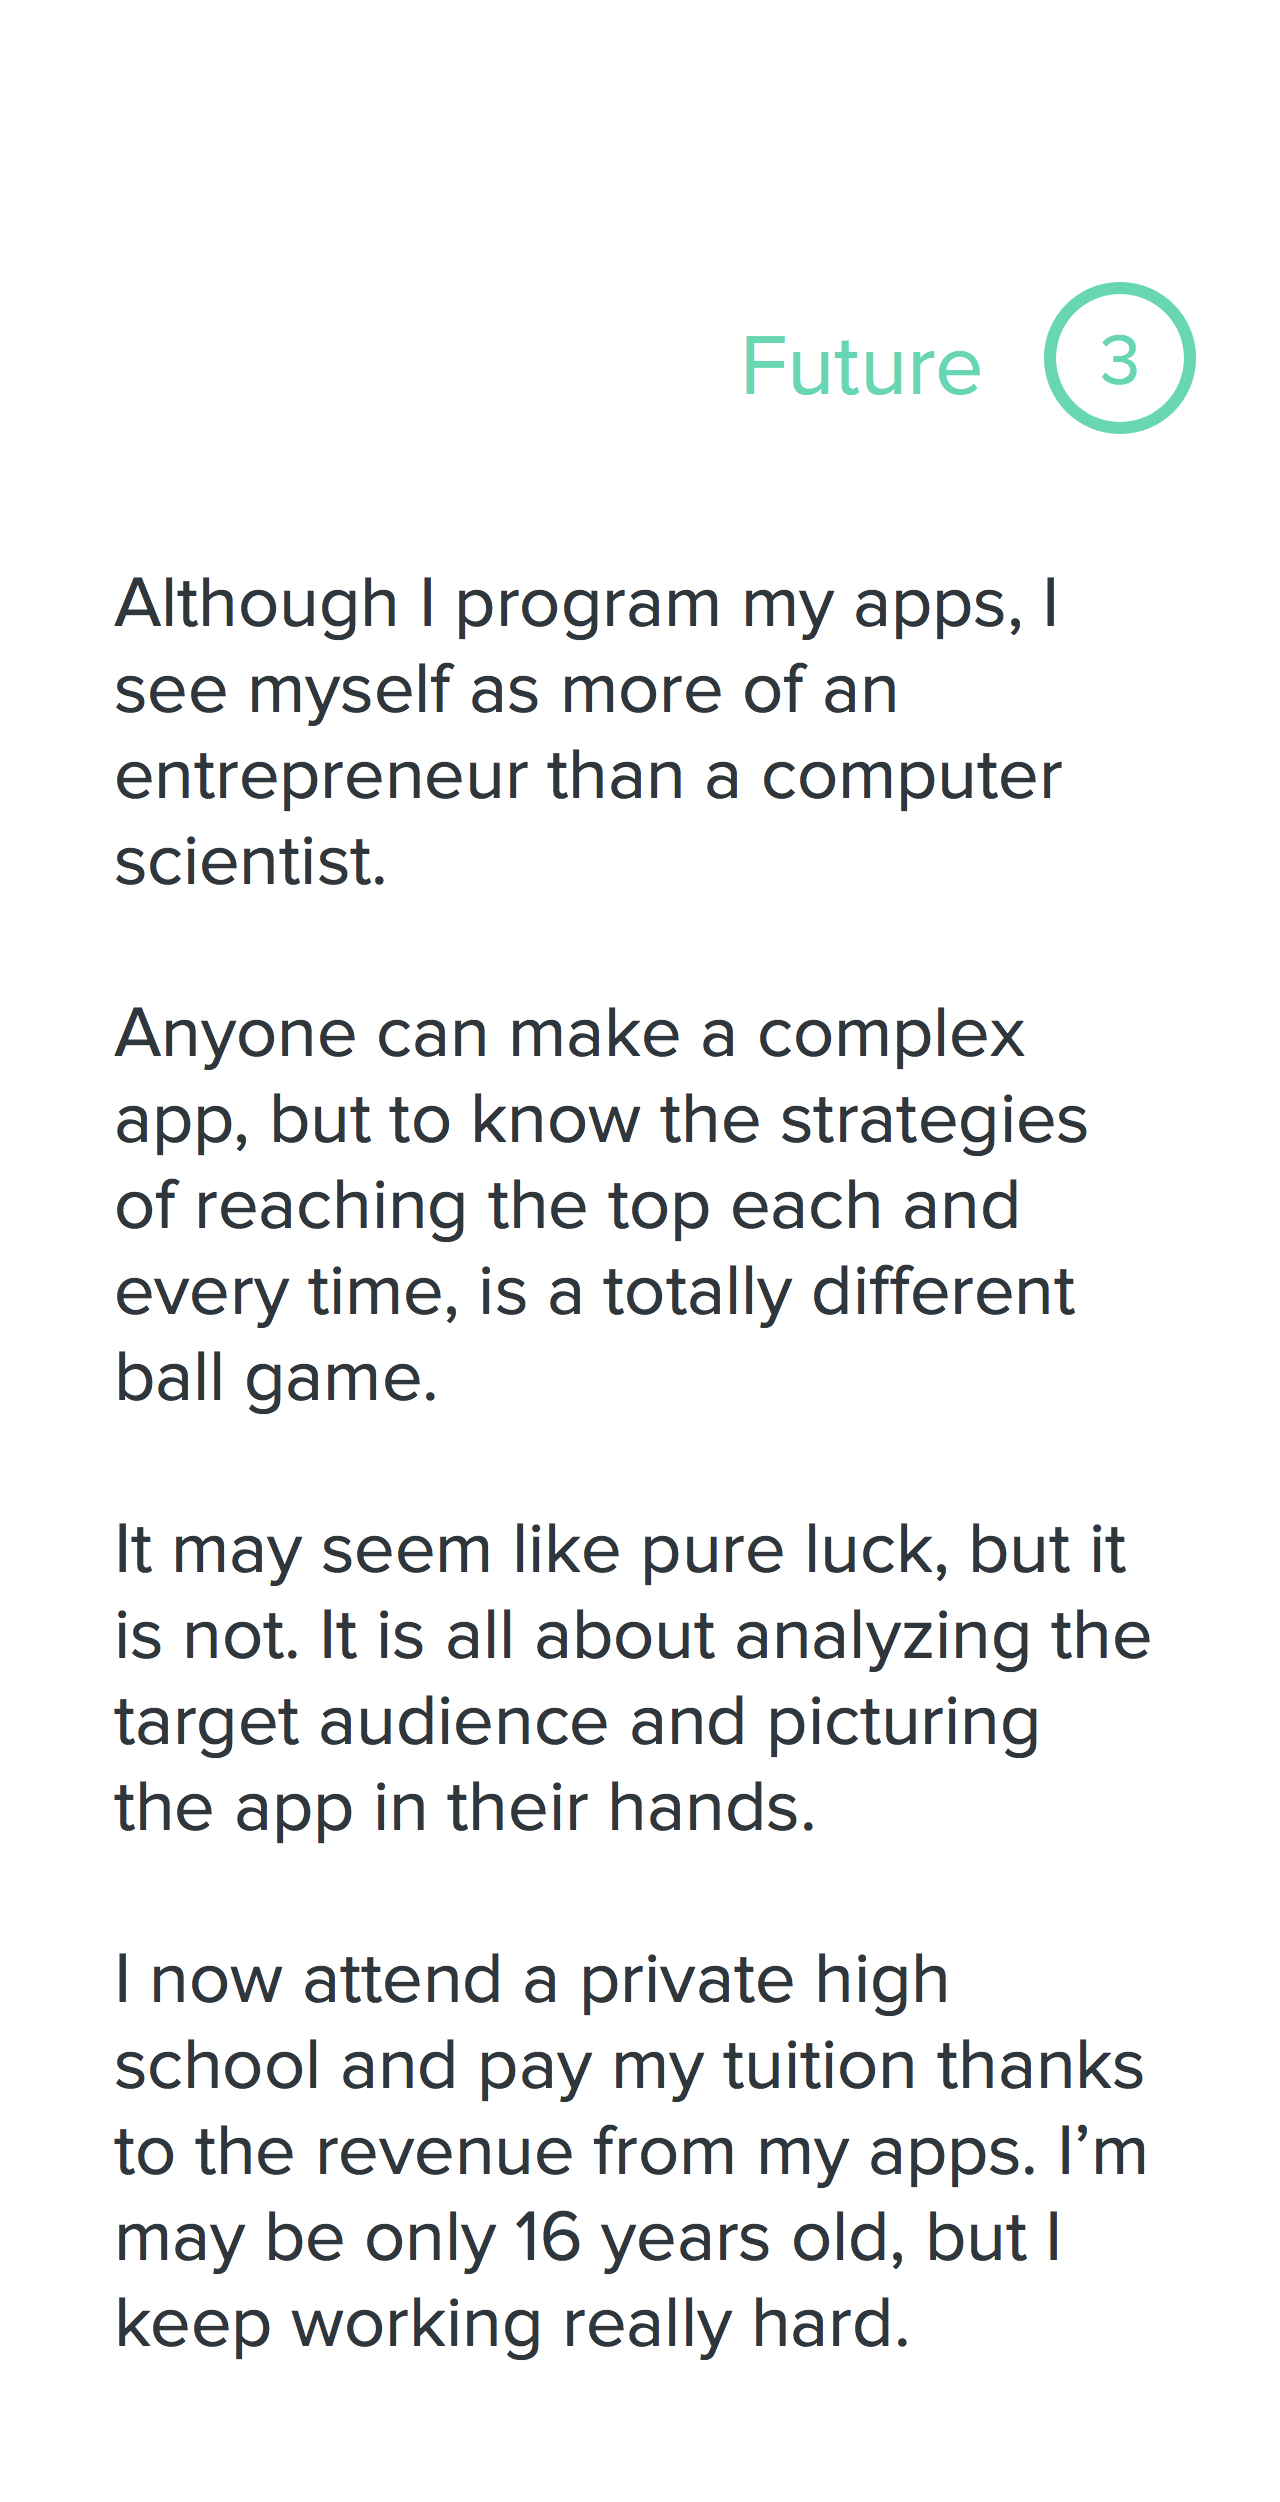 Future 3
Although I program my apps, I
see myself as more of an
entrepreneur than a computer
scientist.
Anyone can make a complex
app, but to know the strategies
of reaching the top each and
every time, is a totally different
ball game.
It may seem like pure luck, but it
is not. It is all about analyzing the
target audience and picturing
the app in their hands.
I now attend a private high
school and pay my tuition thanks
to the revenue from my apps. I’m
may be only 16 years old, but I
keep working really hard.